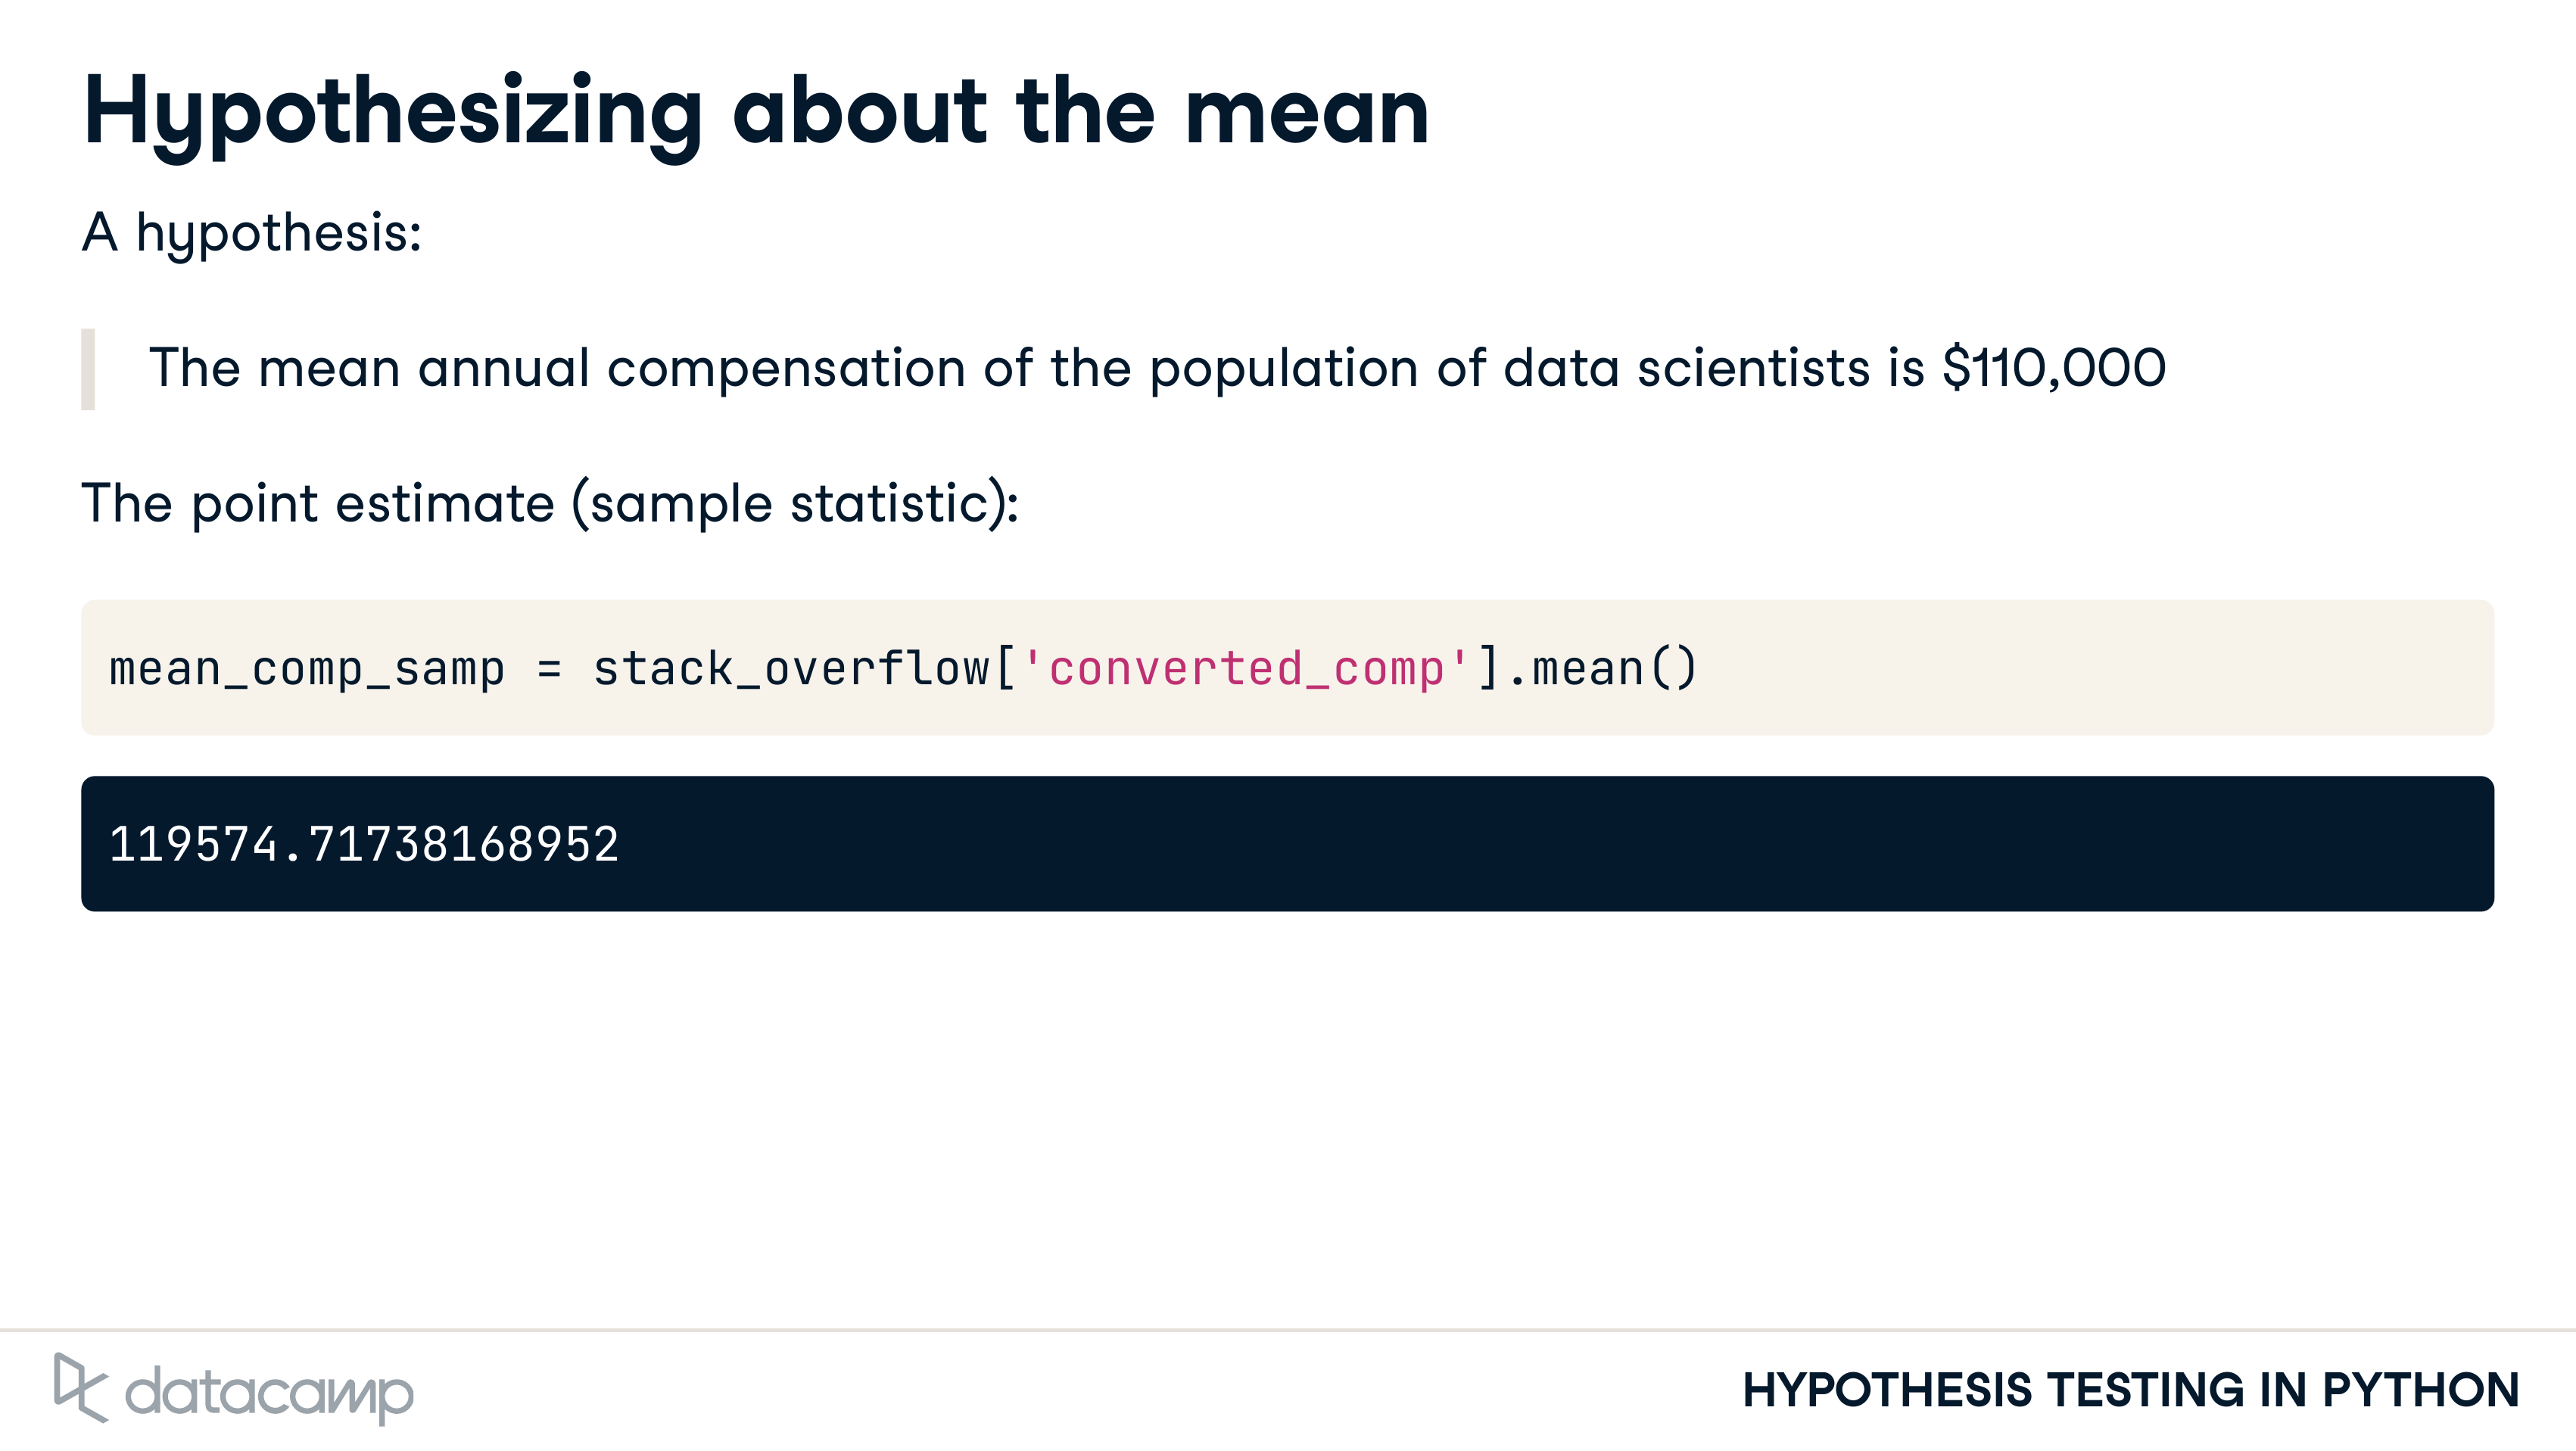 Hypothesizing about the mean
A hypothesis:
The mean annual compensation of the population of data scientists is $110,000
The point estimate (sample statistic):
mean_comp_samp = stack_overflow['converted_comp'].mean()
119574.71738168952
datacamp
HYPOTHESIS TESTING IN PYTHON